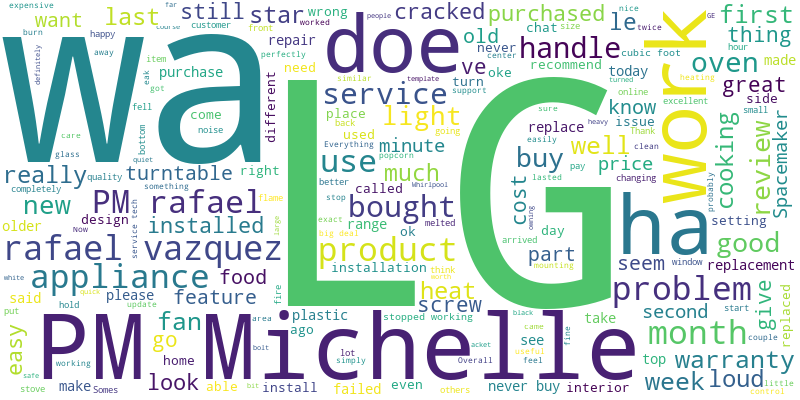 expensive
want last
still star
far
course
worked
wrong
customer
front
repair
people
cracked
chat
purchased
size
nice
le
GE
twice
first
thing
Wa
doe
LG
work
ha
burn
happy
away
definitely
item
perfectly
similar
template
center
never
old
handle
cubic foot
hour
made
oven
ve
oke
turn
recommend
today
turned
heating
great
need
place
back
going
support
sure
heavy
replace
know
issue
online
excellent
side
small
eak
got
purchase
come
noise
fell
different
service
light
used
use
minute
Everything
popcorn
better
stop
Whirlpool
called
much
easily
Thank
clean
well
buy
price
pay
changing
cost
lasted
cooking
review
Spacemaker
probably
care
glass
bottom
quiet
really
turntable
right
quality
completely
something
new
PM
rafael
flame
older
Now
design
service tech
installed
large
exact
big deal
bought
range
ok
melted
owning
arrived
day
setting
good
rafael vazquez
product
installation
think
worth
part
mounting
seem
window
replacement
white
appliance
food
fire
heat
problem
said
quick
please
feature
screw
second
give
start
couple
replaced
put
hold
update
area
plastic
stopped working
black
take
month
easy
PM
Michelle
fan
go
ago
bolt
came
see
useful
feel
fine
top
warranty
working
home
lot
simply
Overall
acket
week
loud
little
control
stove
safe
make
Somes
look
able
bit
install
failed
even
others
never buy
interior